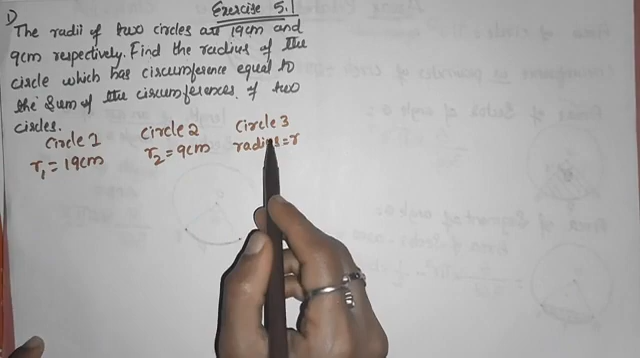 Exercise 5.1
1) The radii of two circles are 19cm and
9cm respectively. Find the radius of the
circle which has circumference equal to
the sum of the circumferences of two
circles.
Circle 1 Circle 2 Circle 3
r₁ = 19cm r₂ = 9cm radius = r